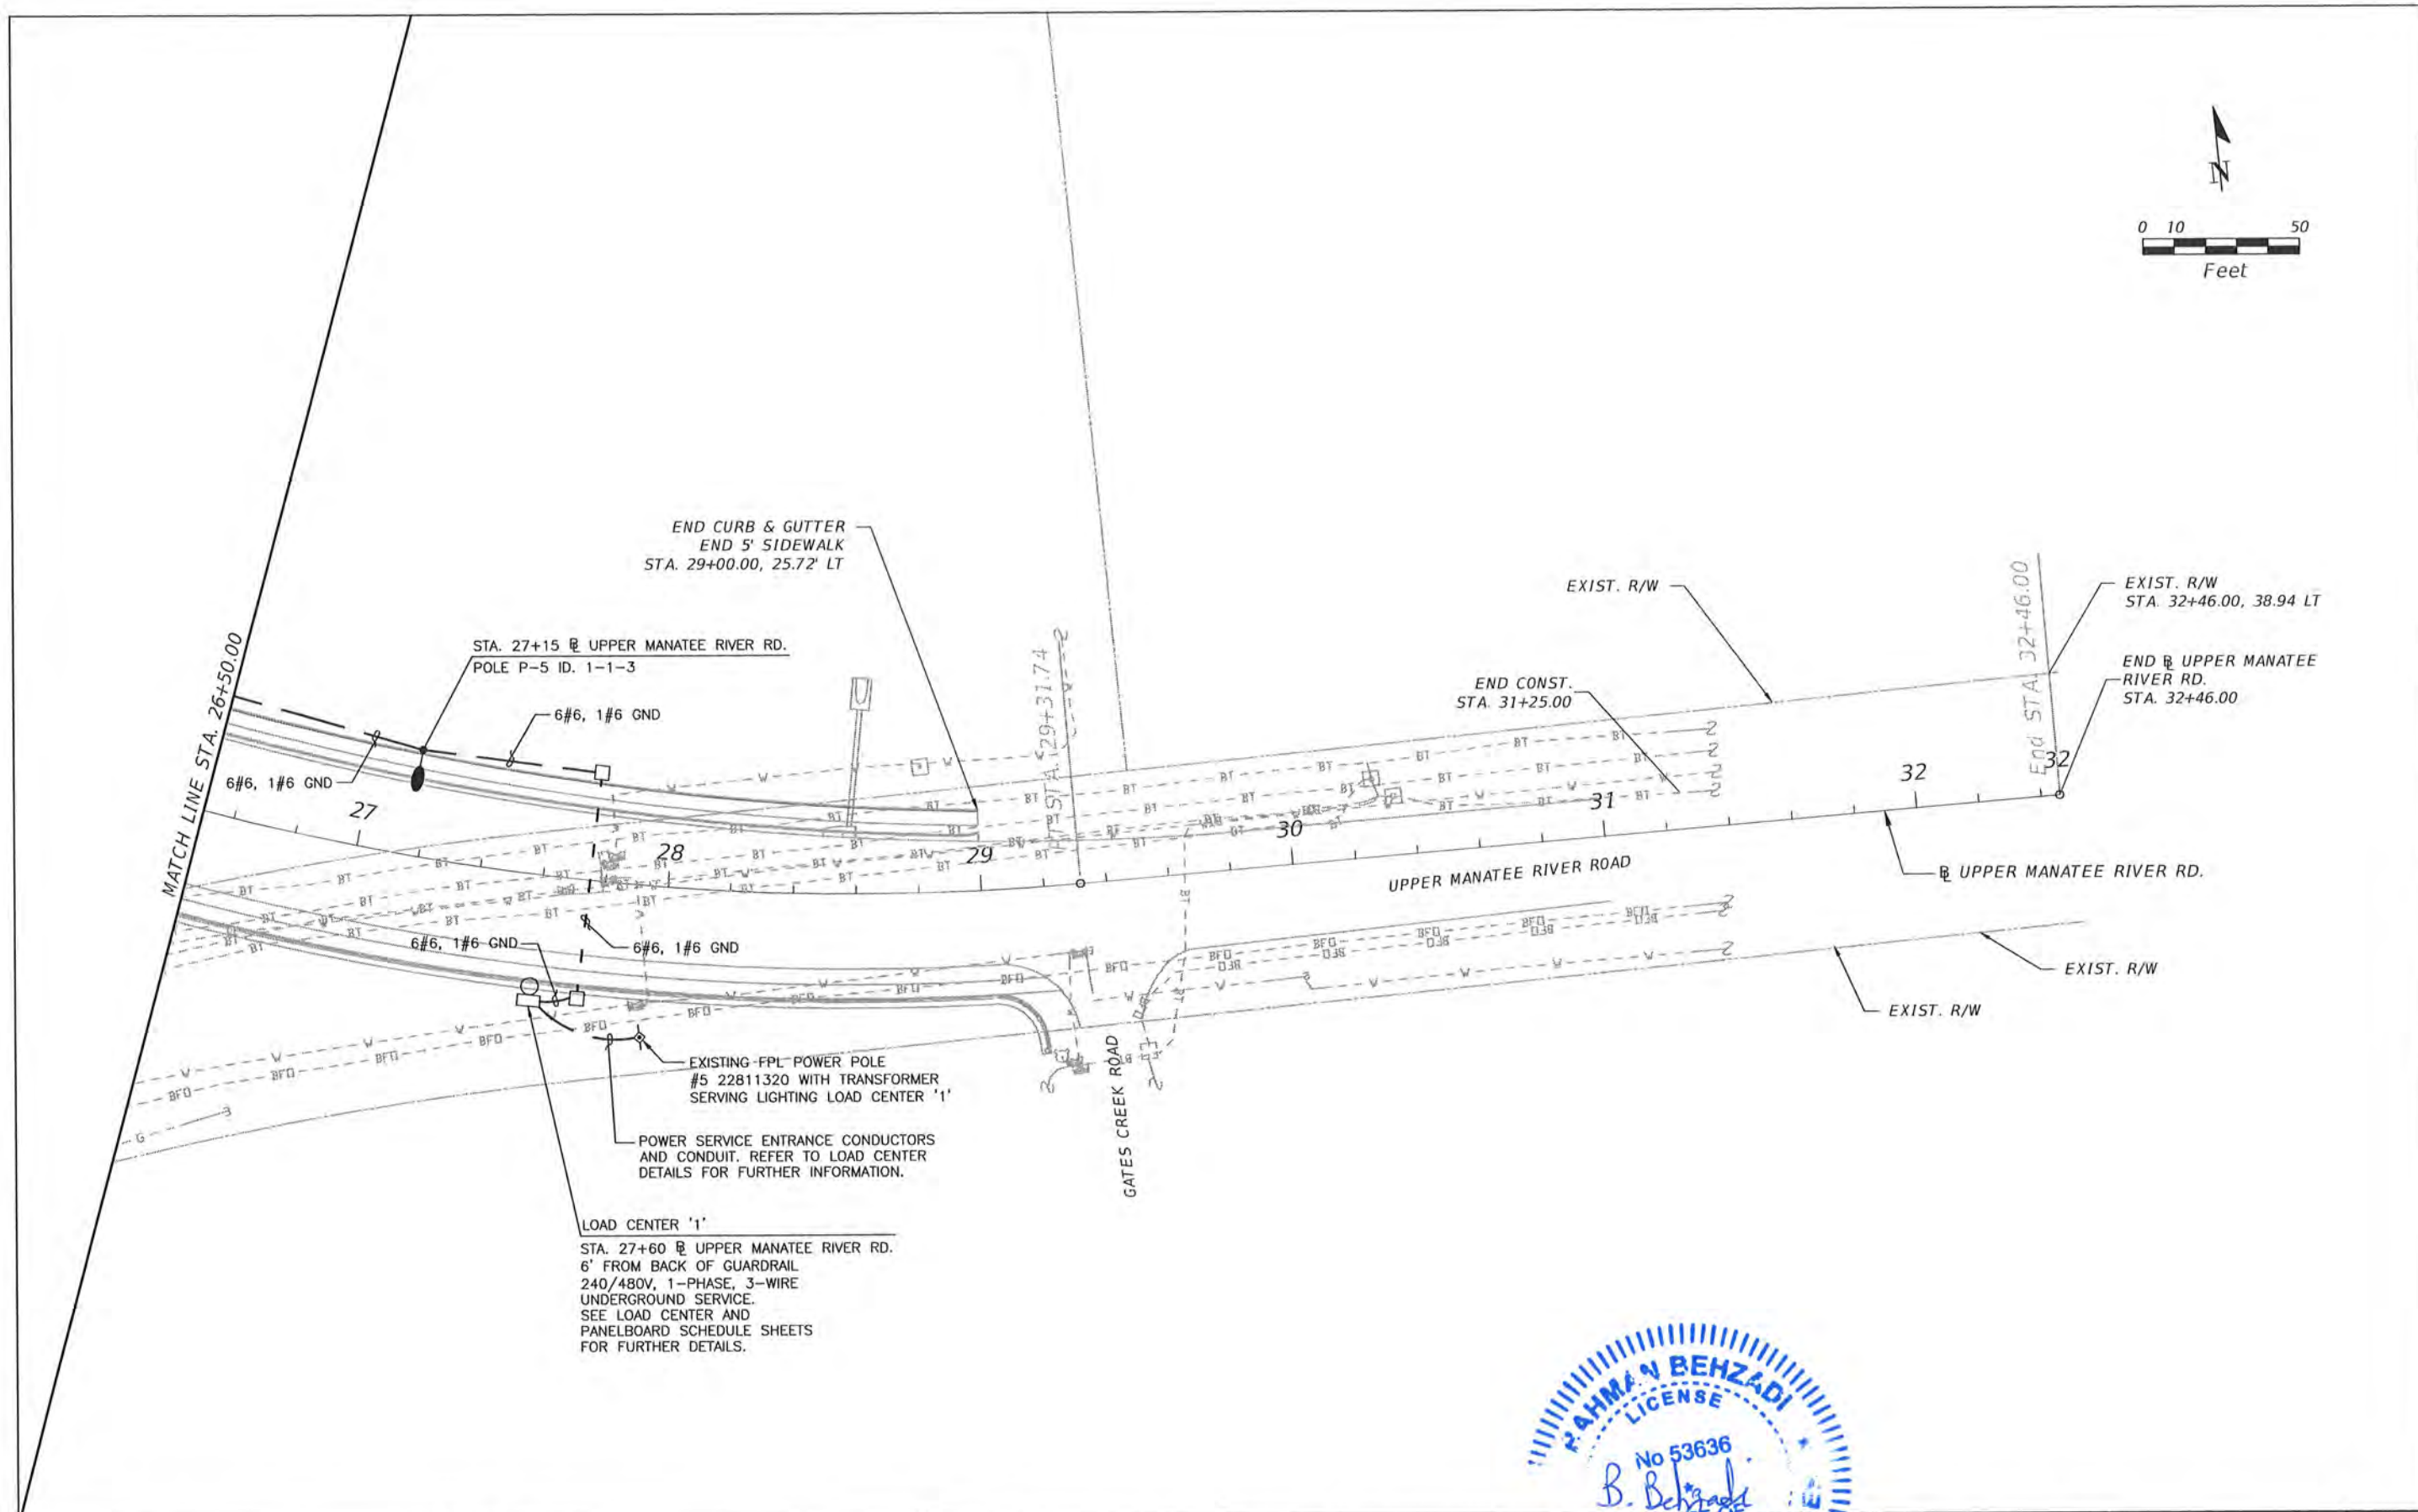 0 10 50
Feet
N
MATCH LINE STA. 26+50.00
END CURB & GUTTER
END 5' SIDEWALK
STA. 29+00.00, 25.72' LT
STA. 27+15 ℄ UPPER MANATEE RIVER RD.
POLE P-5 ID. 1-1-3
6#6, 1#6 GND
6#6, 1#6 GND
EXIST. R/W
END CONST.
STA. 31+25.00
End STA. 32+46.00
EXIST. R/W
STA. 32+46.00, 38.94 LT
END ℄ UPPER MANATEE
RIVER RD.
STA. 32+46.00
27
28
29
30
31
32
32
UPPER MANATEE RIVER ROAD
℄ UPPER MANATEE RIVER RD.
EXIST. R/W
EXIST. R/W
6#6, 1#6 GND
6#6, 1#6 GND
EXISTING FPL POWER POLE
#5 22811320 WITH TRANSFORMER
SERVING LIGHTING LOAD CENTER '1'
POWER SERVICE ENTRANCE CONDUCTORS
AND CONDUIT. REFER TO LOAD CENTER
DETAILS FOR FURTHER INFORMATION.
GATES CREEK ROAD
LOAD CENTER '1'
STA. 27+60 ℄ UPPER MANATEE RIVER RD.
6' FROM BACK OF GUARDRAIL
240/480V, 1-PHASE, 3-WIRE
UNDERGROUND SERVICE.
SEE LOAD CENTER AND
PANELBOARD SCHEDULE SHEETS
FOR FURTHER DETAILS.
BEHZADI
LICENSE
No 53636